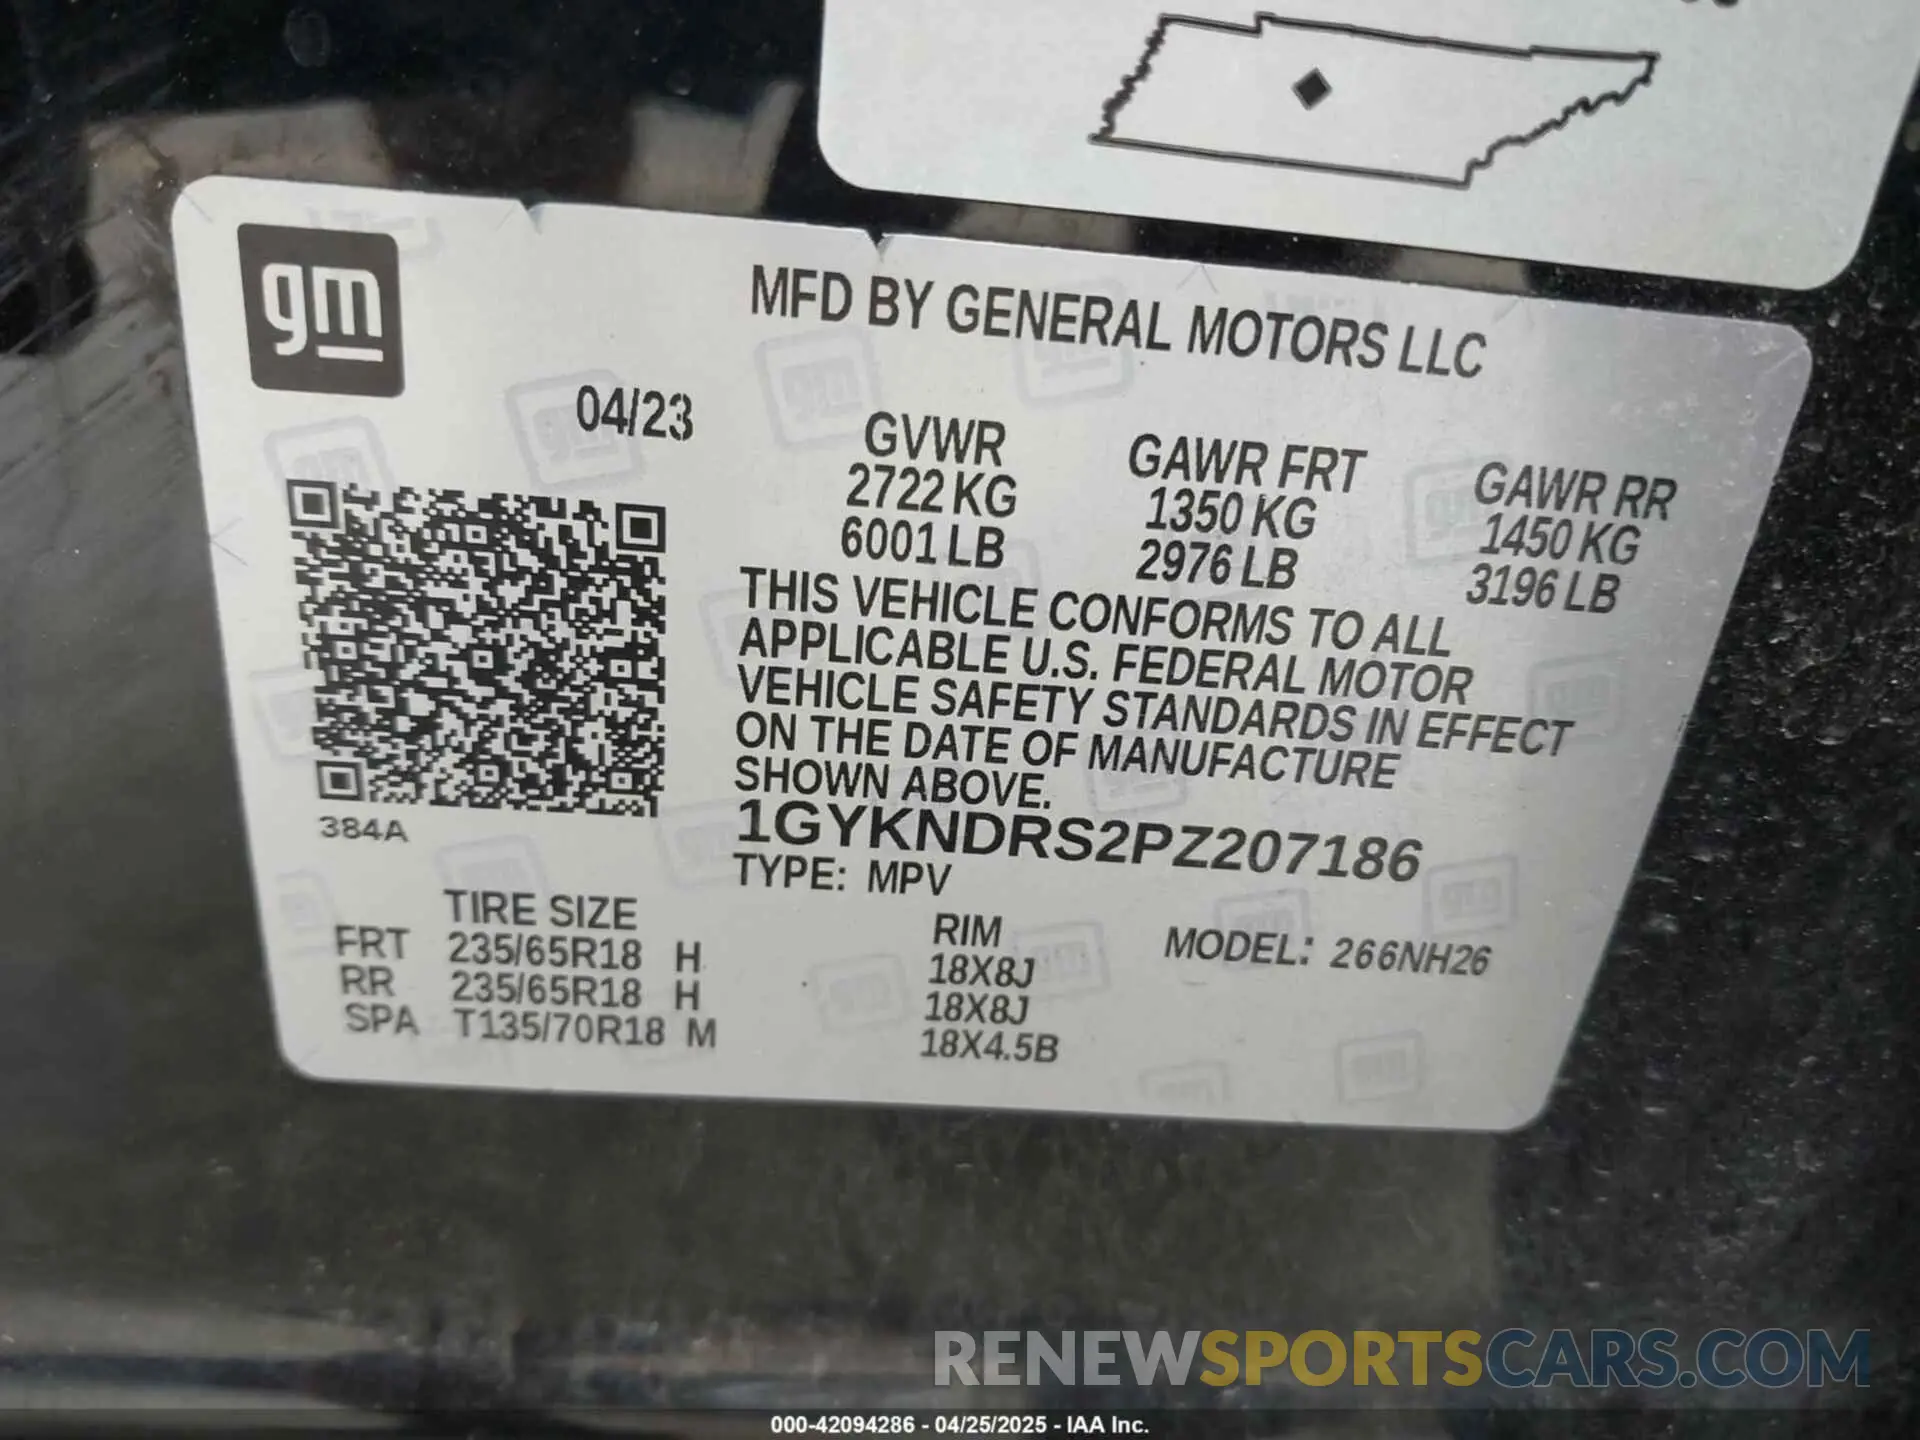 gm
MFD BY GENERAL MOTORS LLC
04/23
GVWR GAWR FRT GAWR RR
2722 KG 1350 KG 1450 KG
6001 LB 2976 LB 3196 LB
THIS VEHICLE CONFORMS TO ALL
APPLICABLE U.S. FEDERAL MOTOR
VEHICLE SAFETY STANDARDS IN EFFECT
ON THE DATE OF MANUFACTURE
SHOWN ABOVE.
384A
1GYKNDRS2PZ207186
TYPE: MPV
TIRE SIZE RIM MODEL: 266NH26
FRT 235/65R18 H 18X8J
RR 235/65R18 H 18X8J
SPA T135/70R18 M 18X4.5B
RENEWSPORTSCARS.COM
000-42094286 - 04/25/2025 - IAA Inc.